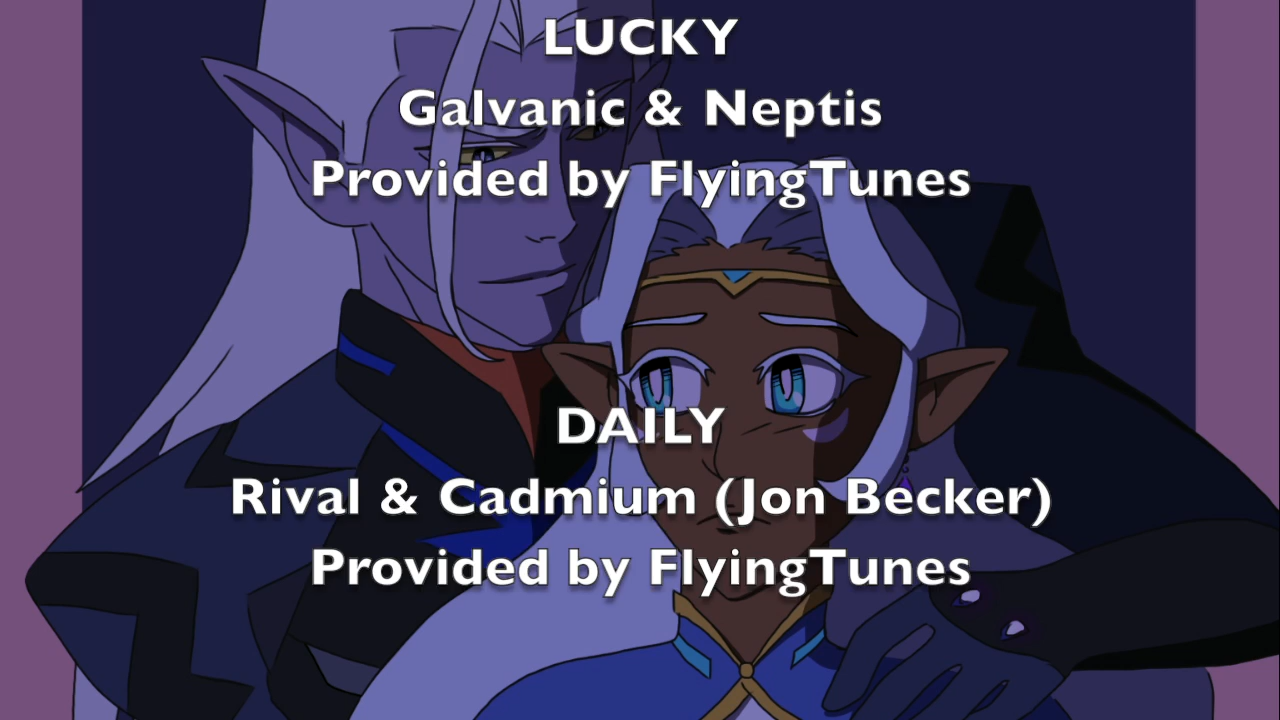 LUCKY
Galvanic & Neptis
Provided by FlyingTunes
DAILY
Rival & Cadmium (Jon Becker)
Provided by FlyingTunes